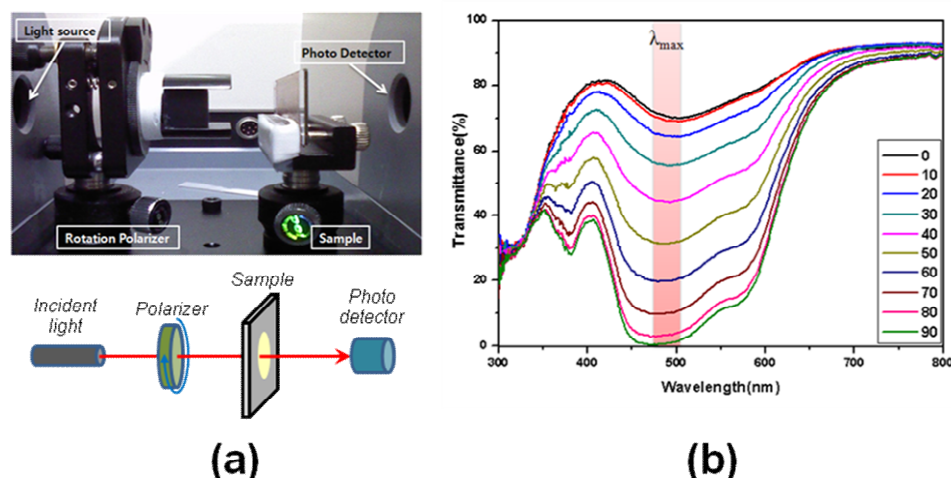 Light source
Photo Detector
Rotation Polarizer
Sample
Incident
light
Polarizer
Sample
Photo
detector
(a)
100
80
60
40
20
0
Transmittance(%)
λmax
0
10
20
30
40
50
60
70
80
90
300
400
500
600
700
800
Wavelength(nm)
(b)